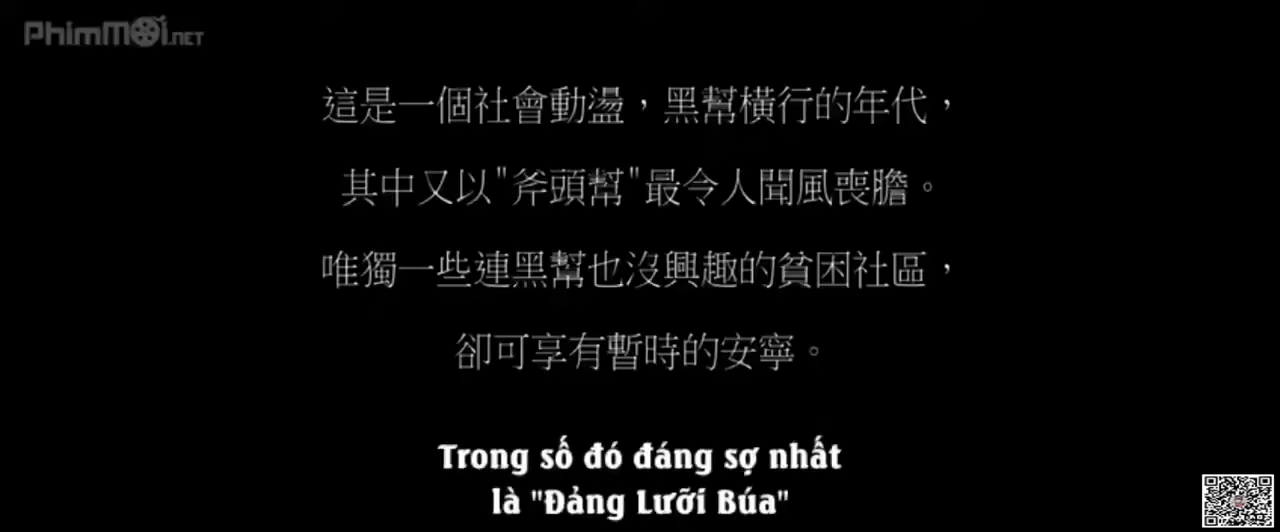 PhimMỚi.NET
這是一個社會動盪，黑幫橫行的年代，
其中又以"斧頭幫"最令人聞風喪膽。
唯獨一些連黑幫也沒興趣的貧困社區，
卻可享有暫時的安寧。
Trong số đó đáng sợ nhất
là "Đảng Lưỡi Búa"